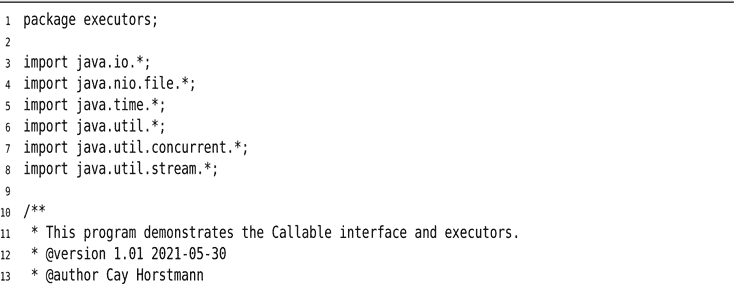 1 package executors;
2
3 import java.io.*;
4 import java.nio.file.*;
5 import java.time.*;
6 import java.util.*;
7 import java.util.concurrent.*;
8 import java.util.stream.*;
9
10 /**
11  * This program demonstrates the Callable interface and executors.
12  * @version 1.01 2021-05-30
13  * @author Cay Horstmann